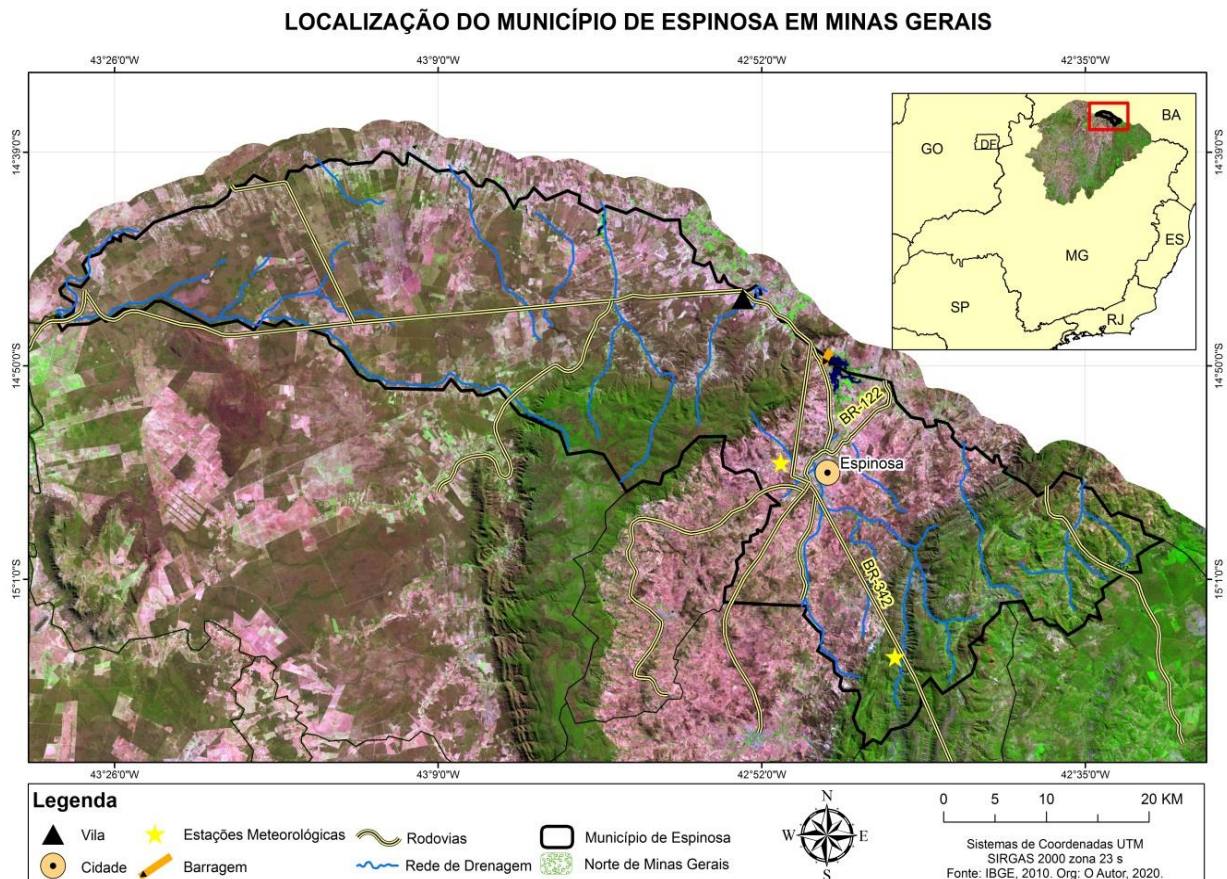 LOCALIZAÇÃO DO MUNICÍPIO DE ESPINOSA EM MINAS GERAIS
43°26'0"W 43°9'0"W 42°52'0"W 42°35'0"W
14°39'0"S
14°50'0"S
15°1'0"S
14°39'0"S
14°50'0"S
15°1'0"S
GO
DF
BA
MG
ES
SP
RJ
BR-122
Espinosa
BR-342
43°26'0"W 43°9'0"W 42°52'0"W 42°35'0"W
Legenda
Vila
Estações Meteorológicas
Rodovias
Município de Espinosa
Cidade
Barragem
Rede de Drenagem
Norte de Minas Gerais
N
W
E
S
0 5 10 20 KM
Sistemas de Coordenadas UTM
SIRGAS 2000 zona 23 s
Fonte: IBGE, 2010. Org: O Autor, 2020.